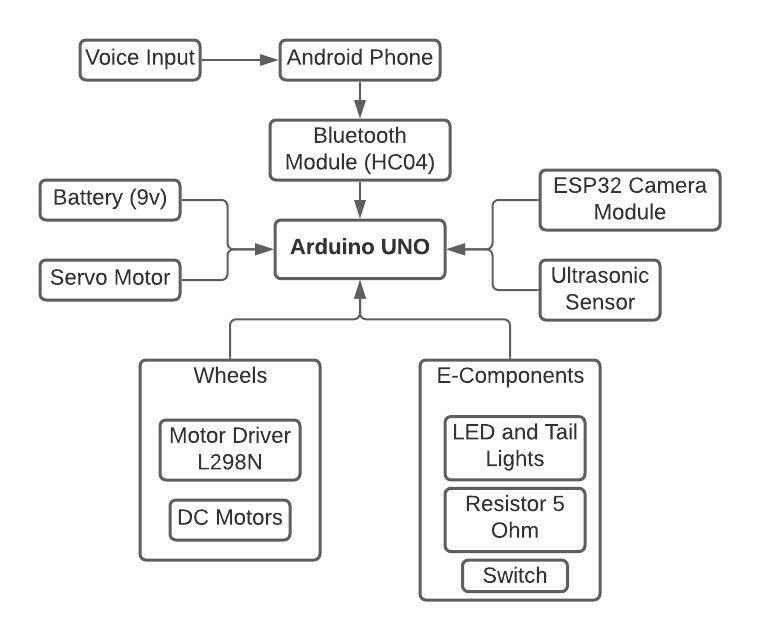 Voice Input
Android Phone
Bluetooth
Module (HC04)
Battery (9v)
ESP32 Camera
Module
Arduino UNO
Servo Motor
Ultrasonic
Sensor
Wheels
Motor Driver
L298N
DC Motors
E-Components
LED and Tail
Lights
Resistor 5
Ohm
Switch